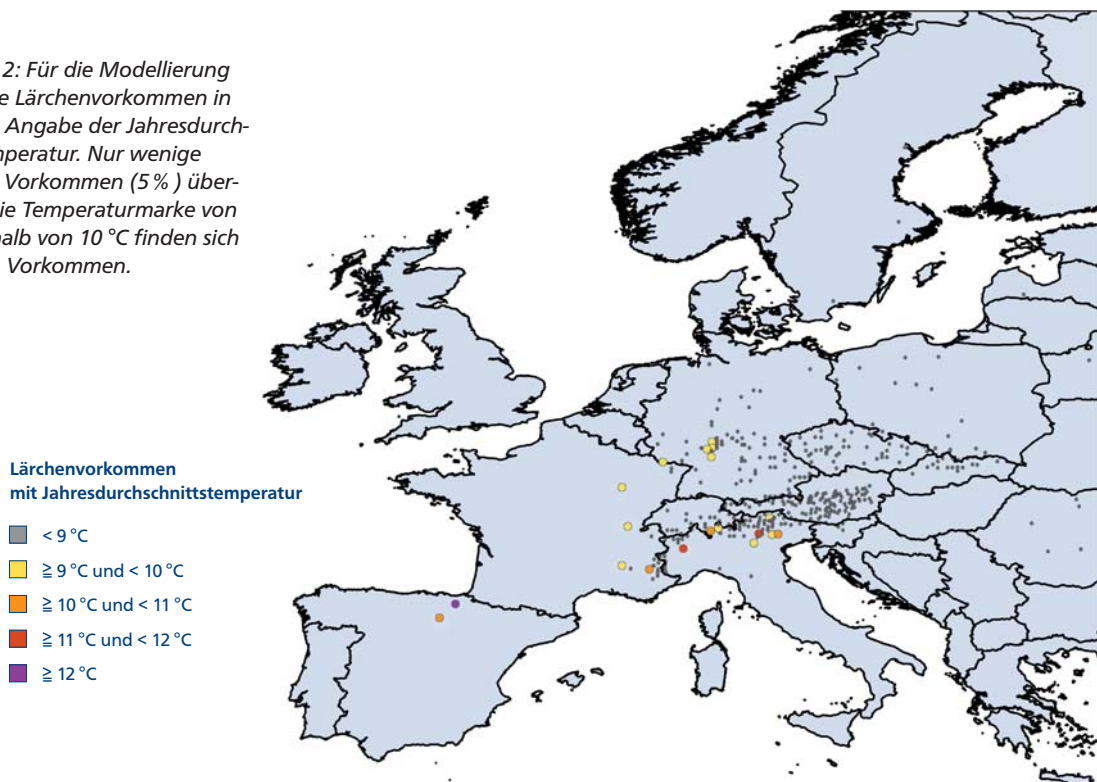 2: Für die Modellierung
e Lärchenvorkommen in
Angabe der Jahresdurch-
nperatur. Nur wenige
Vorkommen (5 % ) über-
ie Temperaturmarke von
alb von 10 °C finden sich
Vorkommen.
Lärchenvorkommen
mit Jahresdurchschnittstemperatur
< 9 °C
≧ 9 °C und < 10 °C
≧ 10 °C und < 11 °C
≧ 11 °C und < 12 °C
≧ 12 °C